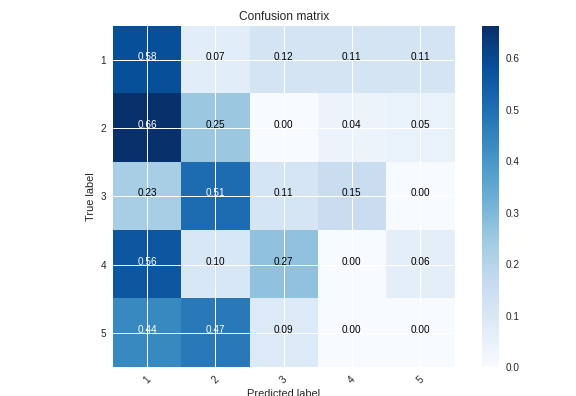 Confusion matrix
1 0.58 0.07 0.12 0.11 0.11
2 0.66 0.25 0.00 0.04 0.05
3 0.23 0.51 0.11 0.15 0.00
4 0.56 0.10 0.27 0.00 0.06
5 0.44 0.47 0.09 0.00 0.00
True label
1 2 3 4 5
Predicted label
0.6
0.5
0.4
0.3
0.2
0.1
0.0